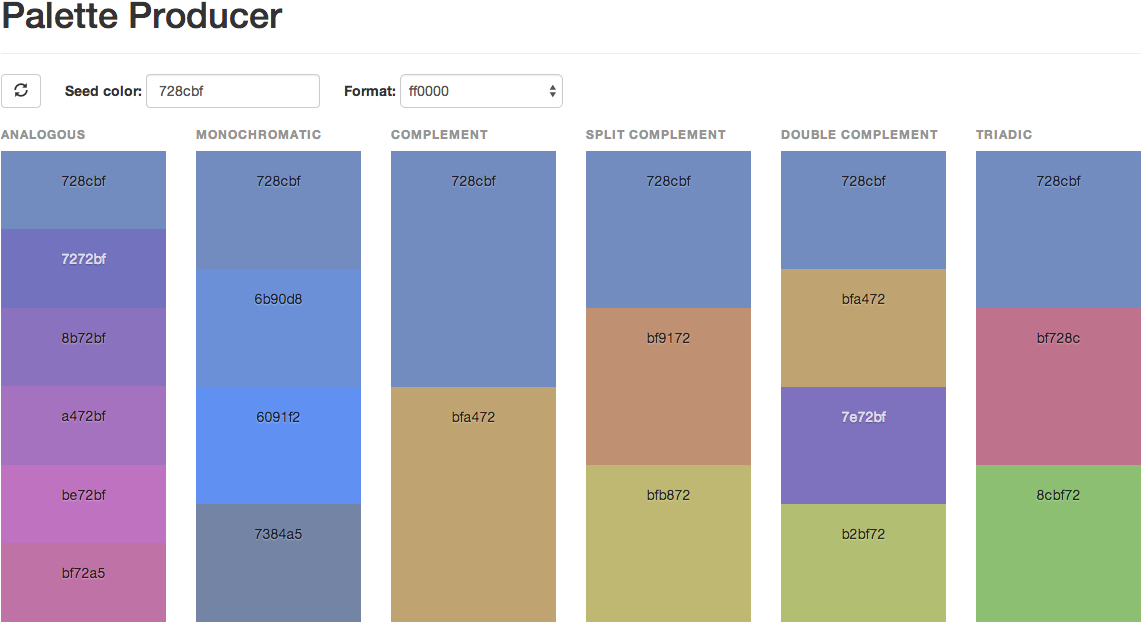 Palette Producer
Seed color: 728cbf Format: ff0000
ANALOGOUS MONOCHROMATIC COMPLEMENT SPLIT COMPLEMENT DOUBLE COMPLEMENT TRIADIC
728cbf 728cbf 728cbf 728cbf 728cbf 728cbf
7272bf
6b90d8 bfa472
8b72bf bf9172 bf728c
a472bf 6091f2 bfa472 7e72bf
be72bf bfb872 8cbf72
7384a5 b2bf72
bf72a5